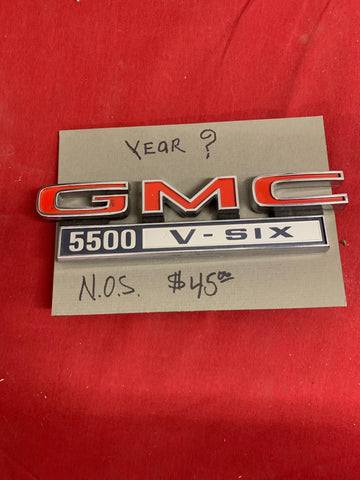 YEAR ?
GMC
5500 V-SIX
N.O.S. $45.00